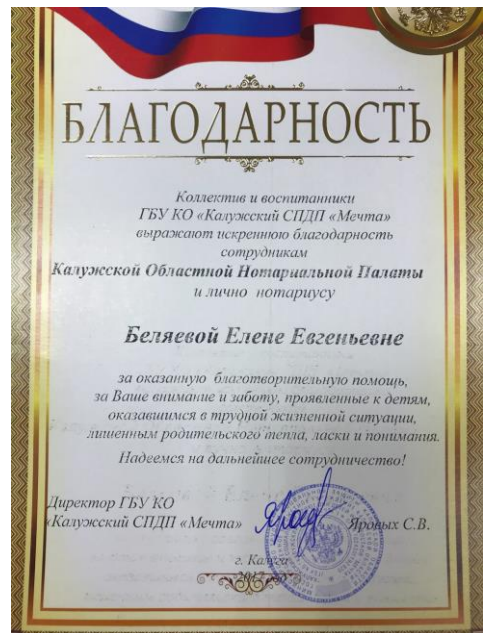 БЛАГОДАРНОСТЬ
Коллектив и воспитанники
ГБУ КО «Калужский СПДП «Мечта»
выражают искреннюю благодарность
сотрудникам
Калужской Областной Нотариальной Палаты
и лично нотариусу
Беляевой Елене Евгеньевне
за оказанную благотворительную помощь,
за Ваше внимание и заботу, проявленные к детям,
оказавшимся в трудной жизненной ситуации,
лишенным родительского тепла, ласки и понимания.
Надеемся на дальнейшее сотрудничество!
Директор ГБУ КО
«Калужский СПДП «Мечта» Яровых С.В.
г. Калуга
2017